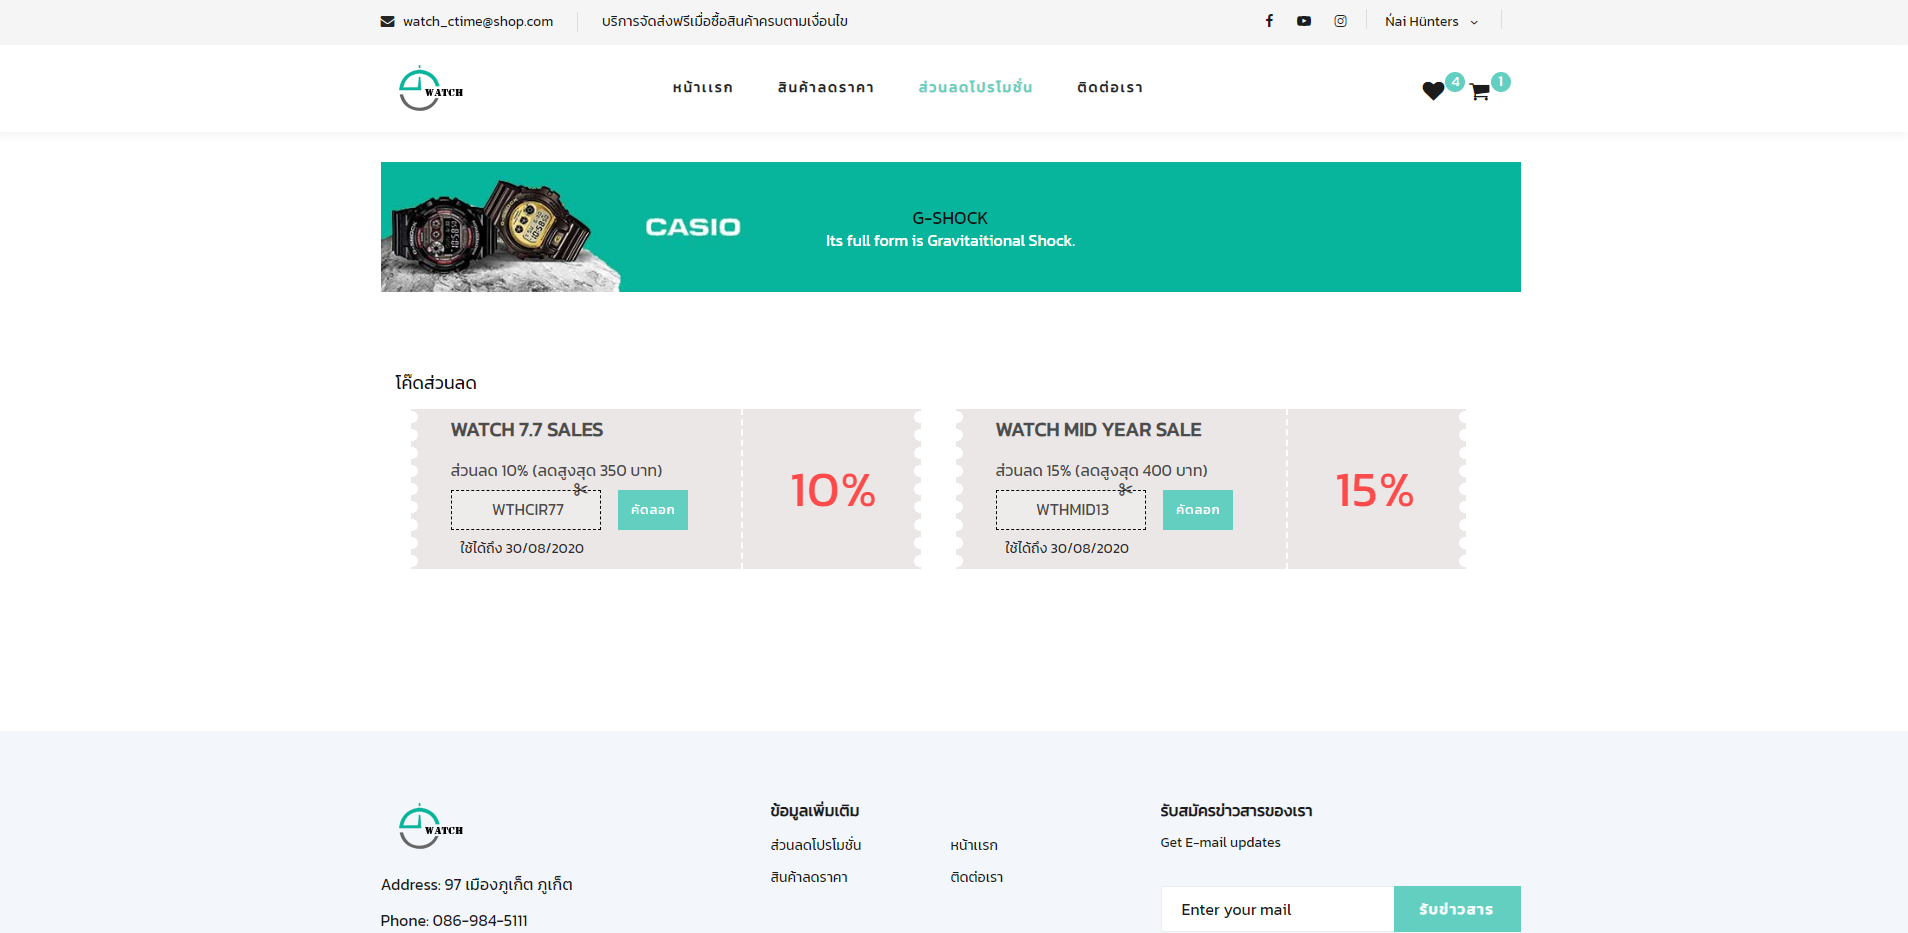 watch_ctime@shop.com
บริการจัดส่งฟรีเมื่อซื้อสินค้าครบตามเงื่อนไข
Ńai Hünters
WATCH
หน้าแรก
สินค้าลดราคา
ส่วนลดโปรโมชั่น
ติดต่อเรา
4
1
CASIO
G-SHOCK
Its full form is Gravitaitional Shock.
โค๊ดส่วนลด
WATCH 7.7 SALES
ส่วนลด 10% (ลดสูงสุด 350 บาท)
WTHCIR77
คัดลอก
ใช้ได้ถึง 30/08/2020
10%
WATCH MID YEAR SALE
ส่วนลด 15% (ลดสูงสุด 400 บาท)
WTHMID13
คัดลอก
ใช้ได้ถึง 30/08/2020
15%
WATCH
Address: 97 เมืองภูเก็ต ภูเก็ต
Phone: 086-984-5111
ข้อมูลเพิ่มเติม
ส่วนลดโปรโมชั่น
หน้าแรก
สินค้าลดราคา
ติดต่อเรา
รับสมัครข่าวสารของเรา
Get E-mail updates
Enter your mail
รับข่าวสาร